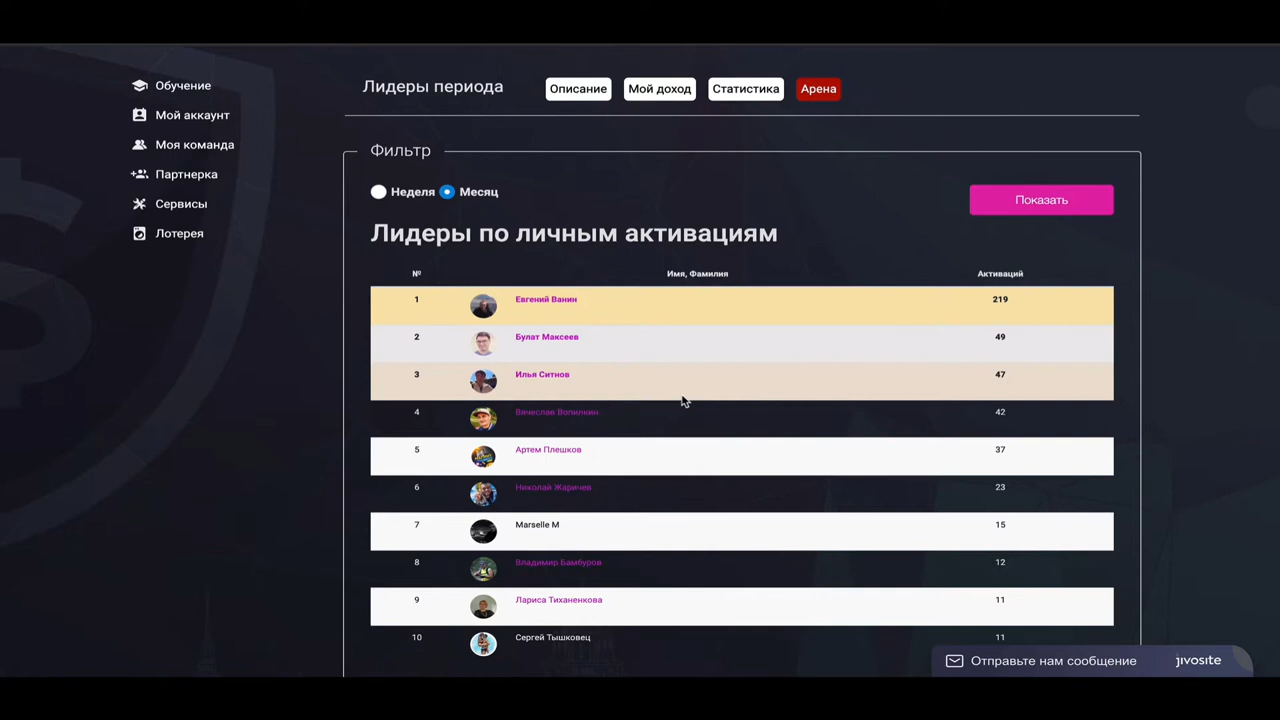 Обучение
Мой аккаунт
Моя команда
Партнерка
Сервисы
Лотерея
Лидеры периода Описание Мой доход Статистика Арена
Фильтр
Неделя Месяц Показать
Лидеры по личным активациям
№ Имя, Фамилия Активаций
1 Евгений Ванин 219
2 Булат Максеев 49
3 Илья Ситнов 47
4 Вячеслав Вопилкин 42
5 Артем Плешков 37
6 Николай Жаричев 23
7 Marselle M 15
8 Владимир Бамбуров 12
9 Лариса Тиханенкова 11
10 Сергей Тышковец 11
Отправьте нам сообщение jivosite